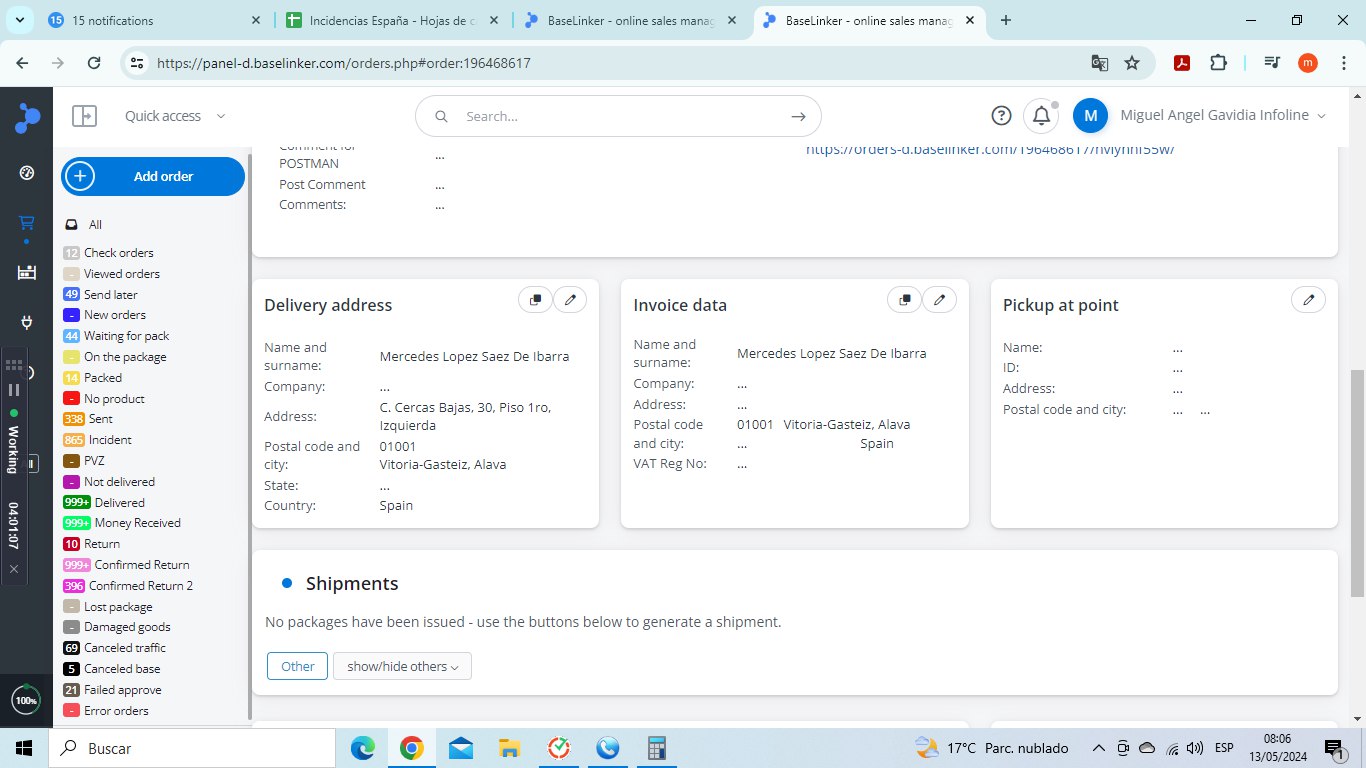 15 15 notifications
Incidencias España - Hojas de c
BaseLinker - online sales manag
BaseLinker - online sales manag
https://panel-d.baselinker.com/orders.php#order:196468617
m
Quick access
Search...
M
Miguel Angel Gavidia Infoline
Add order
All
12 Check orders
- Viewed orders
49 Send later
- New orders
44 Waiting for pack
- On the package
14 Packed
- No product
338 Sent
865 Incident
- PVZ
- Not delivered
999+ Delivered
999+ Money Received
10 Return
999+ Confirmed Return
396 Confirmed Return 2
- Lost package
- Damaged goods
69 Canceled traffic
5 Canceled base
21 Failed approve
- Error orders
Working
04:01:07
100%
Comment for
POSTMAN ...
Post Comment ...
Comments: ...
Delivery address
Name and
surname: Mercedes Lopez Saez De Ibarra
Company: ...
Address: C. Cercas Bajas, 30, Piso 1ro,
Izquierda
Postal code and
city: 01001
Vitoria-Gasteiz, Alava
State: ...
Country: Spain
Invoice data
Name and
surname: Mercedes Lopez Saez De Ibarra
Company: ...
Address: ...
Postal code
and city: 01001 Vitoria-Gasteiz, Alava
... Spain
VAT Reg No: ...
Pickup at point
Name: ...
ID: ...
Address: ...
Postal code and city: ... ...
Shipments
No packages have been issued - use the buttons below to generate a shipment.
Other
show/hide others
Buscar
17°C Parc. nublado
ESP
08:06
13/05/2024
1